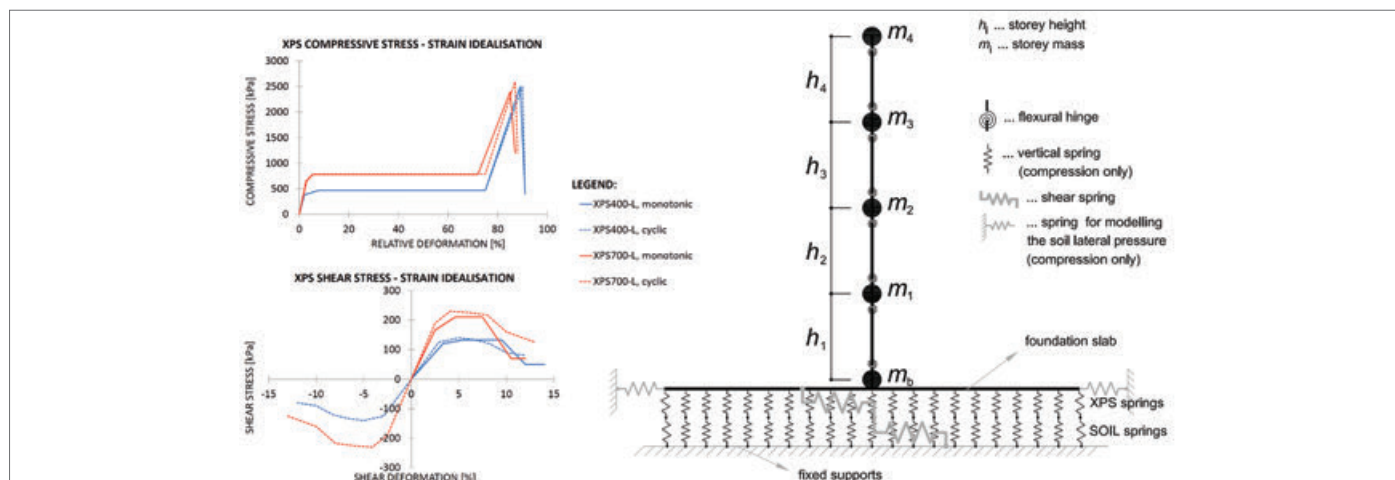 XPS COMPRESSIVE STRESS - STRAIN IDEALISATION
COMPRESSIVE STRESS [kPa]
3000
2500
2000
1500
1000
500
0
0 20 40 60 80 100
RELATIVE DEFORMATION [%]
LEGEND:
XPS400-L, monotonic
XPS400-L, cyclic
XPS700-L, monotonic
XPS700-L, cyclic
XPS SHEAR STRESS - STRAIN IDEALISATION
SHEAR STRESS [kPa]
300
200
100
0
-100
-200
-300
-15 -10 -5 0 5 10 15
SHEAR DEFORMATION [%]
m4
h4
m3
h3
m2
h2
m1
h1
mb
hi ... storey height
mi ... storey mass
... flexural hinge
... vertical spring
(compression only)
... shear spring
... spring for modelling
the soil lateral pressure
(compression only)
foundation slab
XPS springs
SOIL springs
fixed supports